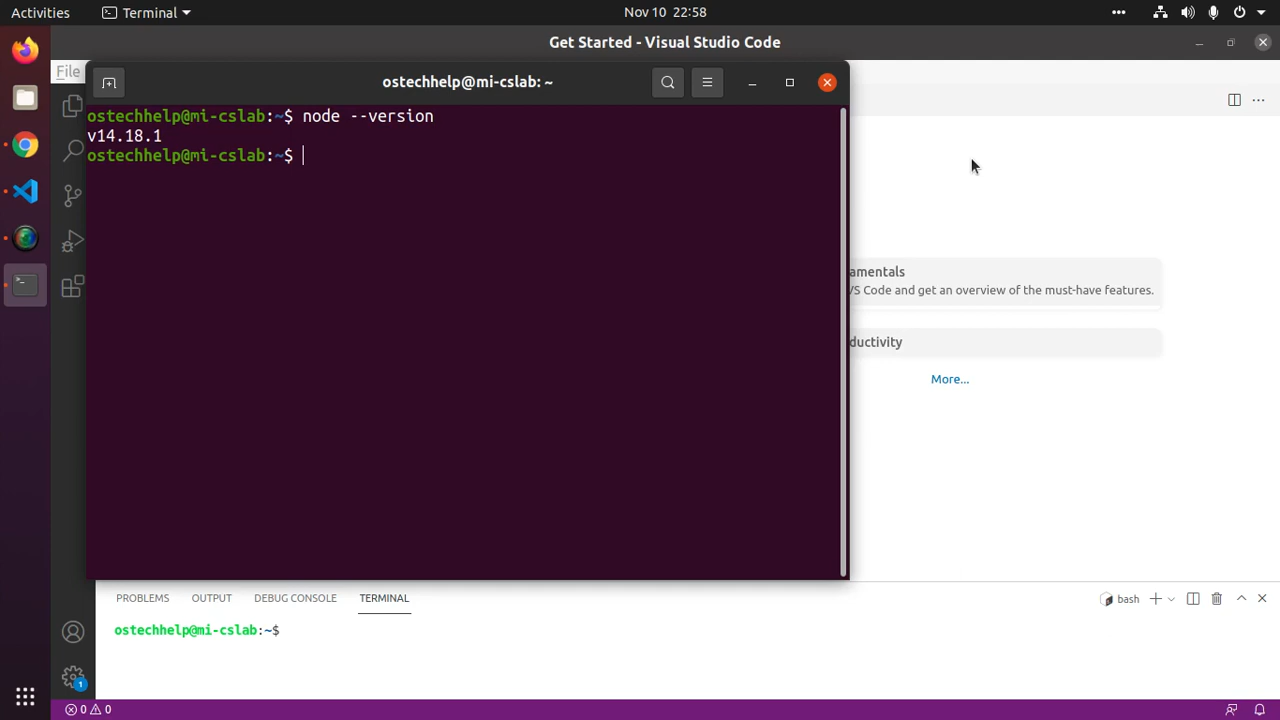 Activities
Terminal
Nov 10 22:58
Get Started - Visual Studio Code
File
ostechhelp@mi-cslab: ~
ostechhelp@mi-cslab:~$ node --version
v14.18.1
ostechhelp@mi-cslab:~$
amentals
VS Code and get an overview of the must-have features.
ductivity
More...
PROBLEMS
OUTPUT
DEBUG CONSOLE
TERMINAL
bash
ostechhelp@mi-cslab:~$
1
0 0